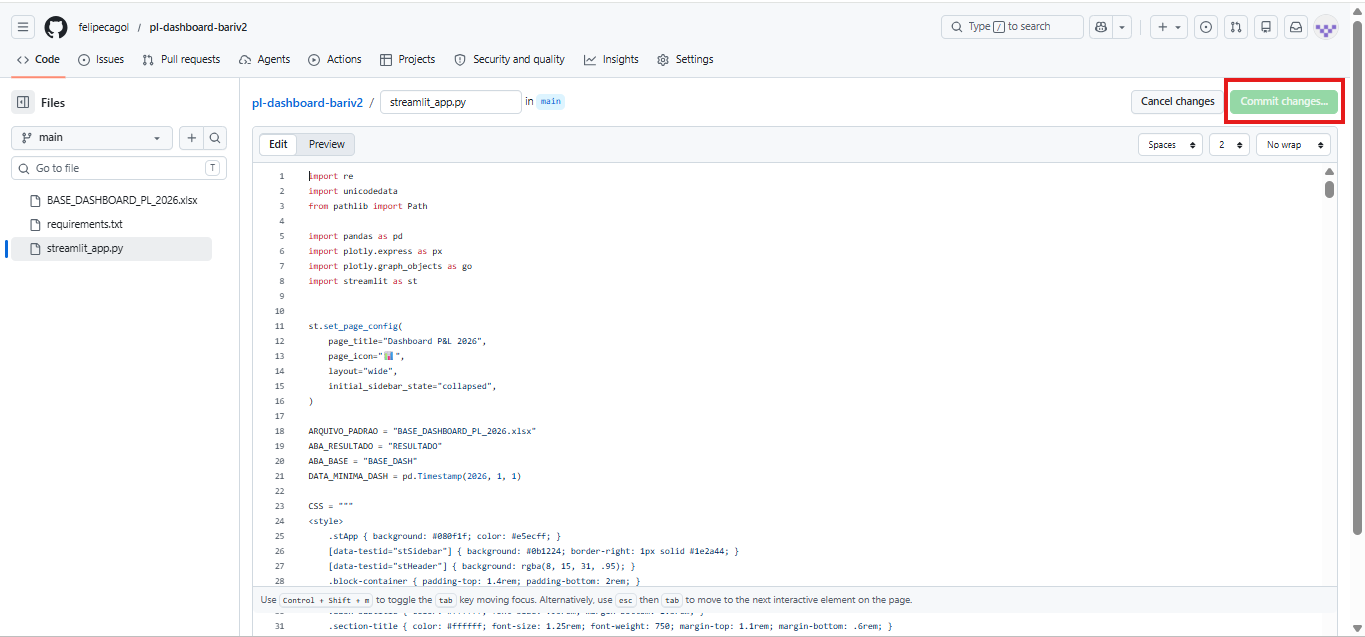 felipecagol / pl-dashboard-bariv2
Type / to search
Code Issues Pull requests Agents Actions Projects Security and quality Insights Settings
Files
pl-dashboard-bariv2 / streamlit_app.py in main
Cancel changes Commit changes...
main
Go to file T
BASE_DASHBOARD_PL_2026.xlsx
requirements.txt
streamlit_app.py
Edit Preview
Spaces 2 No wrap
1 import re
2 import unicodedata
3 from pathlib import Path
4
5 import pandas as pd
6 import plotly.express as px
7 import plotly.graph_objects as go
8 import streamlit as st
9
10
11 st.set_page_config(
12 page_title="Dashboard P&L 2026",
13 page_icon="📊",
14 layout="wide",
15 initial_sidebar_state="collapsed",
16 )
17
18 ARQUIVO_PADRAO = "BASE_DASHBOARD_PL_2026.xlsx"
19 ABA_RESULTADO = "RESULTADO"
20 ABA_BASE = "BASE_DASH"
21 DATA_MINIMA_DASH = pd.Timestamp(2026, 1, 1)
22
23 CSS = """
24 <style>
25 .stApp { background: #080f1f; color: #e5ecff; }
26 [data-testid="stSidebar"] { background: #0b1224; border-right: 1px solid #1e2a44; }
27 [data-testid="stHeader"] { background: rgba(8, 15, 31, .95); }
28 .block-container { padding-top: 1.4rem; padding-bottom: 2rem; }
Use Control + Shift + m to toggle the tab key moving focus. Alternatively, use esc then tab to move to the next interactive element on the page.
31 .section-title { color: #ffffff; font-size: 1.25rem; font-weight: 750; margin-top: 1.1rem; margin-bottom: .6rem; }